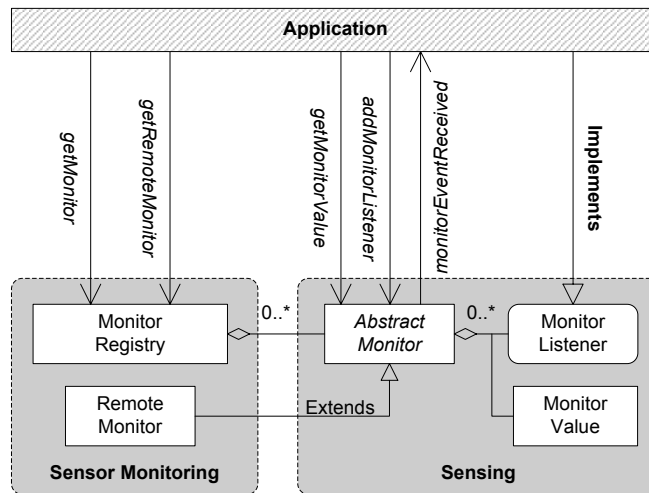 Application
getMonitor
getRemoteMonitor
getMonitorValue
addMonitorListener
monitorEventReceived
Implements
Monitor
Registry
0..*
Abstract
Monitor
0..*
Monitor
Listener
Remote
Monitor
Extends
Monitor
Value
Sensor Monitoring
Sensing